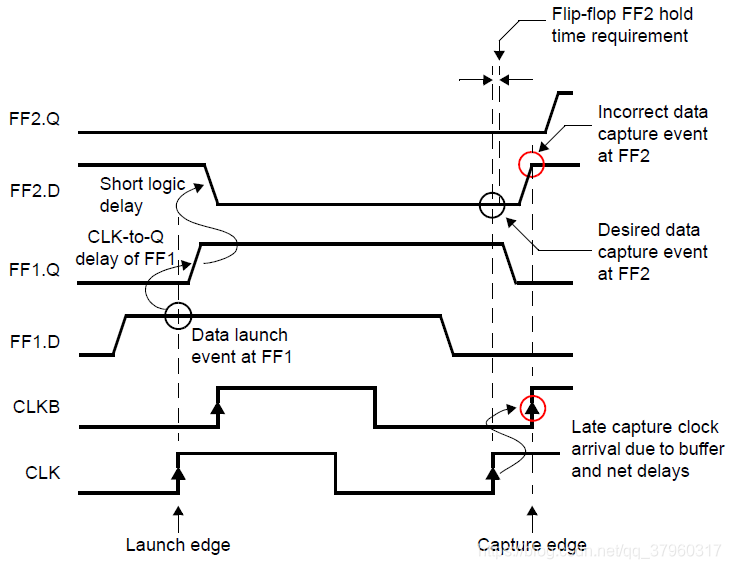 Flip-flop FF2 hold
time requirement
FF2.Q
Incorrect data
capture event
at FF2
FF2.D
Short logic
delay
Desired data
capture event
at FF2
CLK-to-Q
delay of FF1
FF1.Q
FF1.D
Data launch
event at FF1
CLKB
Late capture clock
arrival due to buffer
and net delays
CLK
Launch edge
Capture edge
https://blog.csdn.net/qq_37960317